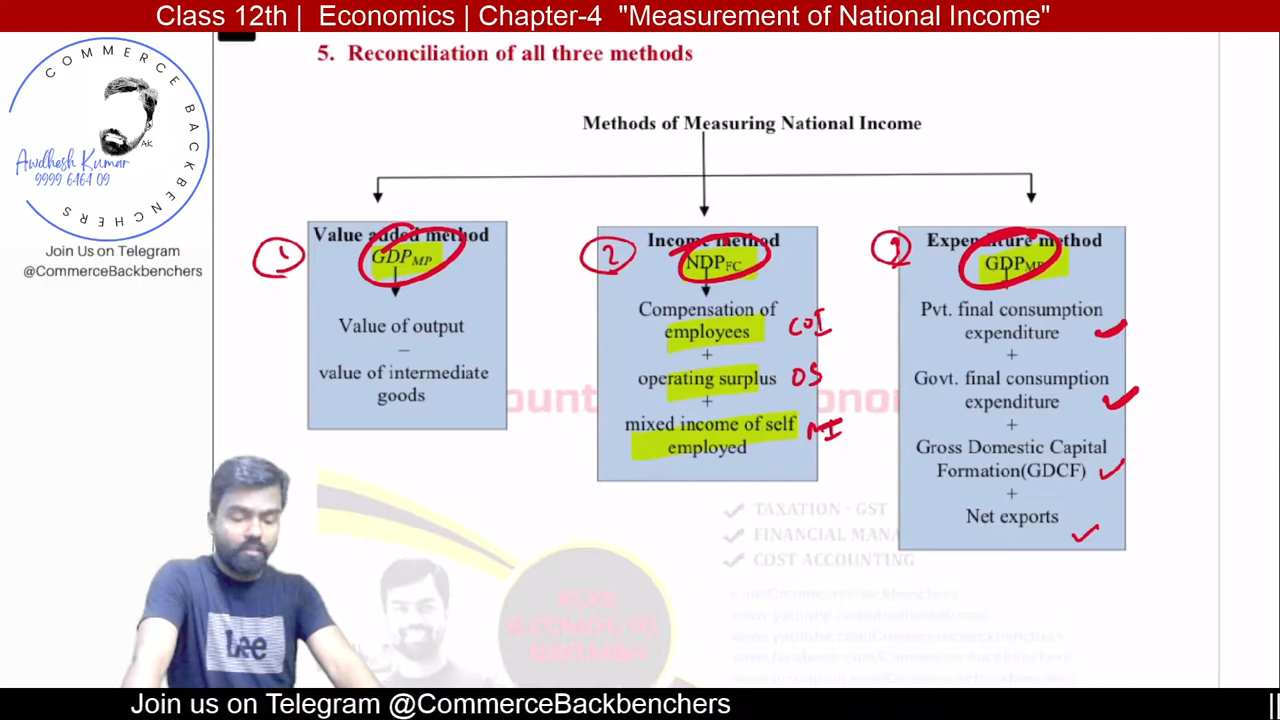 Class 12th | Economics | Chapter-4 "Measurement of National Income"
COMMERCE BACKBENCHERS
AK
Awdhesh Kumar
9999 6464 09
Join Us on Telegram
@CommerceBackbenchers
5. Reconciliation of all three methods
Methods of Measuring National Income
1
Value added method
GDPMP
Value of output
–
value of intermediate
goods
2
Income method
NDPFC
Compensation of
employees
COI
+
operating surplus
OS
+
mixed income of self
employed
MI
3
Expenditure method
GDPMP
Pvt. final consumption
expenditure
+
Govt. final consumption
expenditure
+
Gross Domestic Capital
Formation(GDCF)
+
Net exports
TAXATION - GST
FINANCIAL MANA
COST ACCOUNTING
Lee
Join us on Telegram @CommerceBackbenchers
||